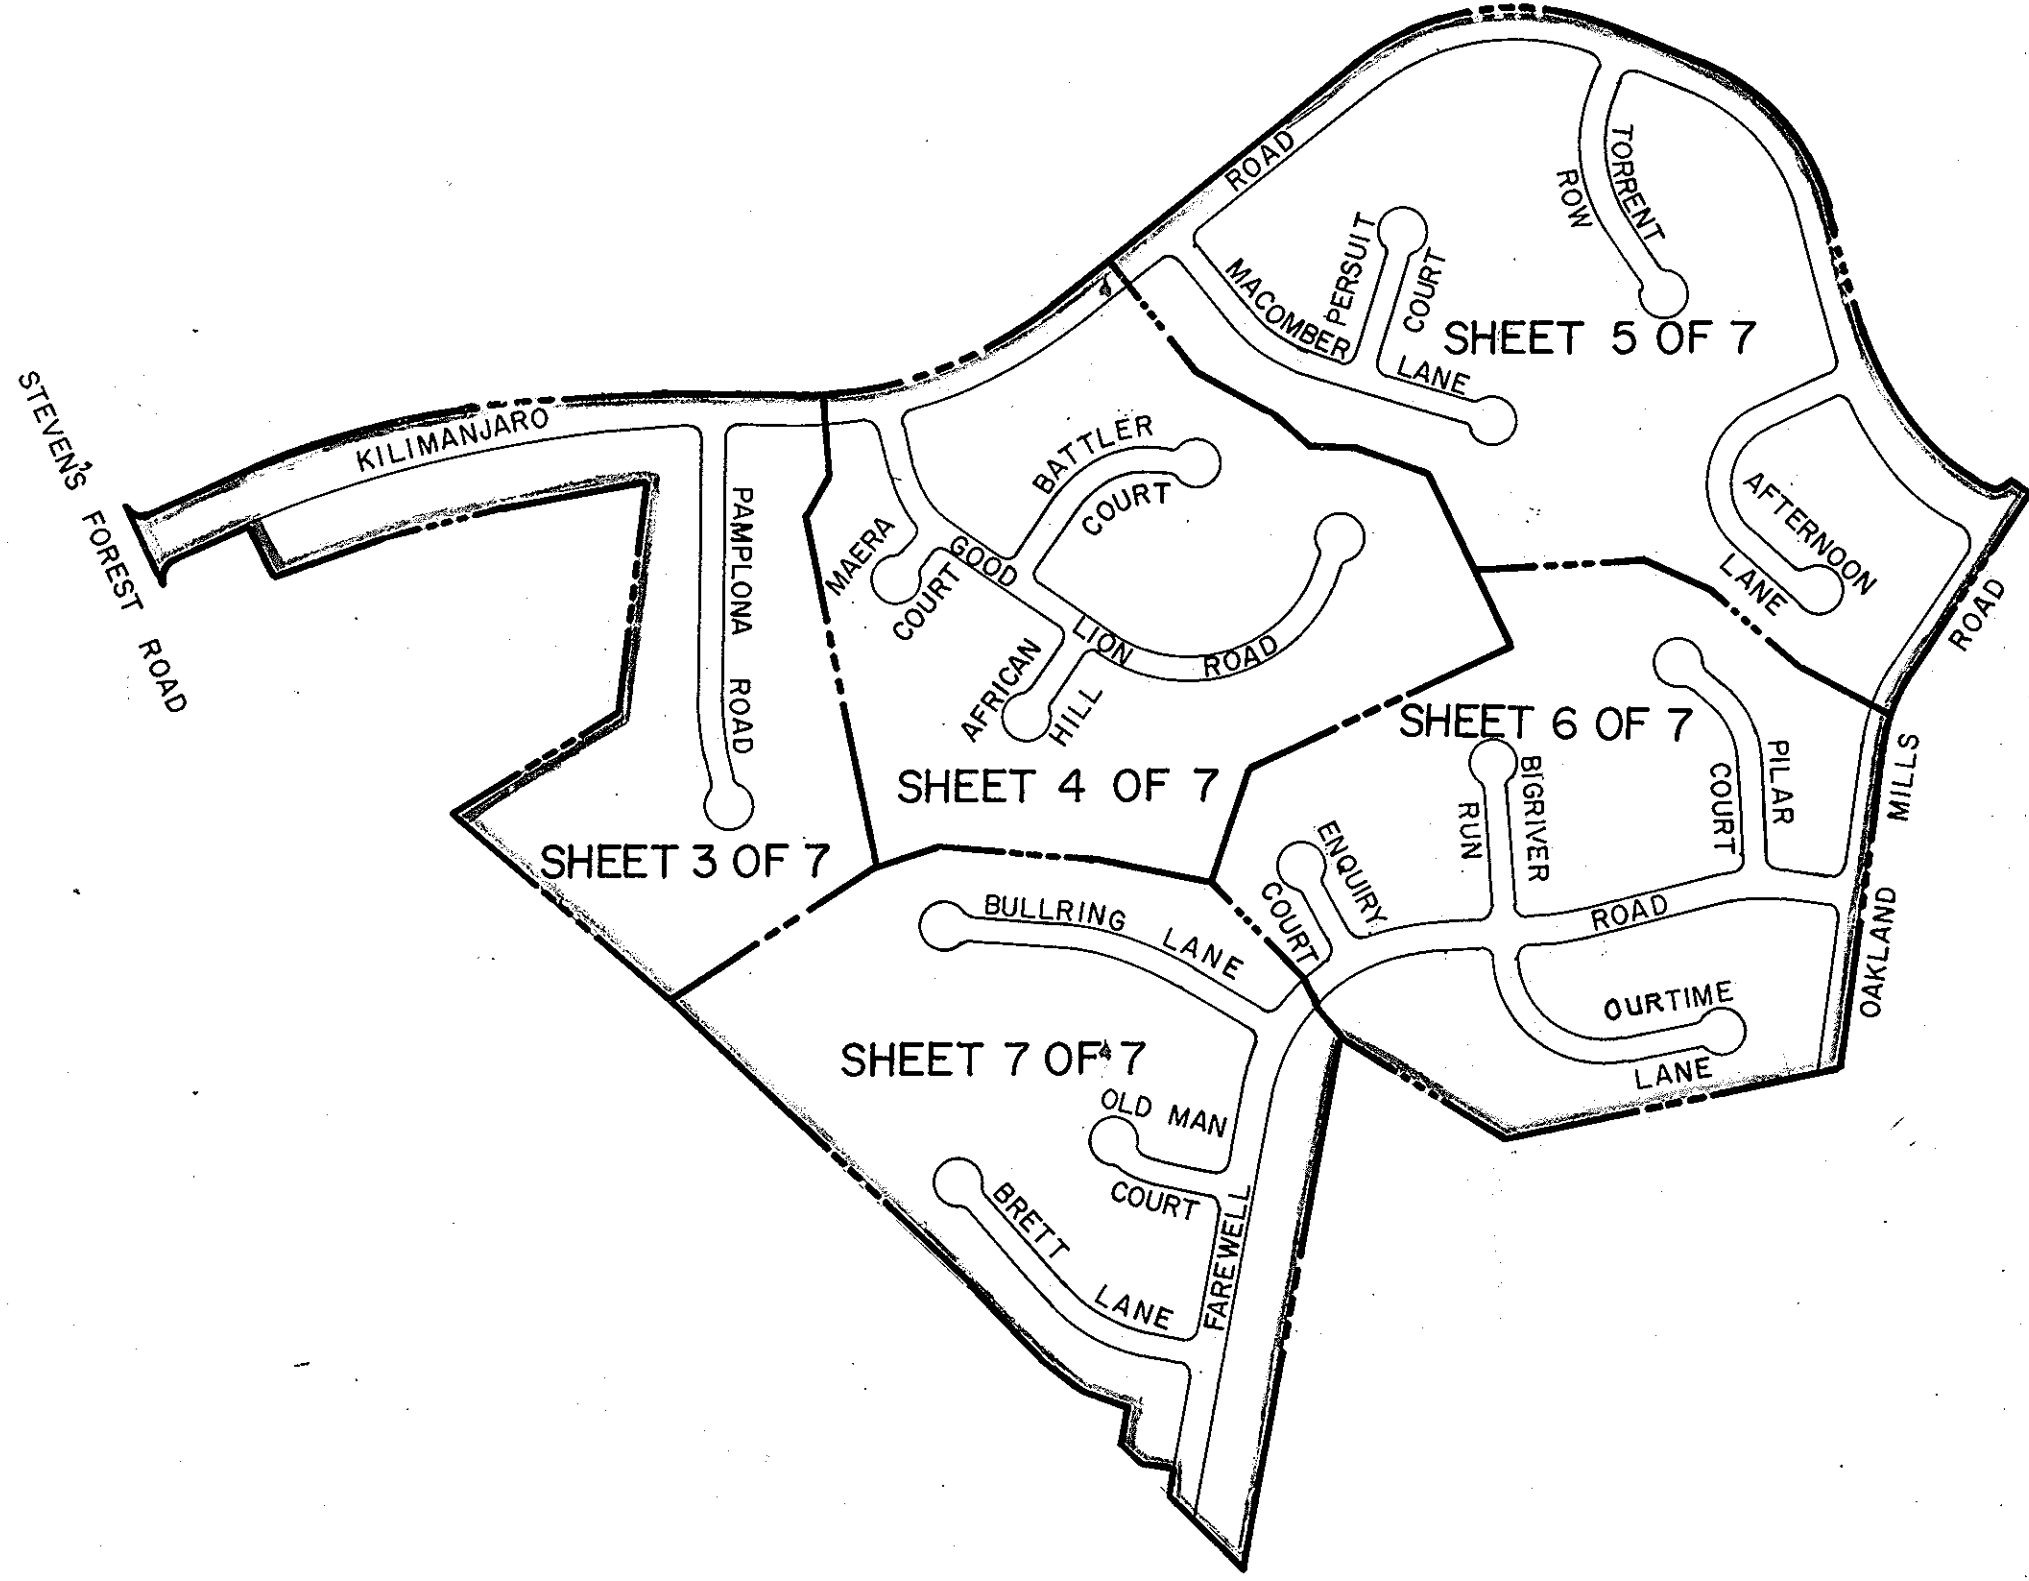 STEVEN'S FOREST ROAD
KILIMANJARO
ROAD
TORRENT
ROW
PERSUIT
COURT
MACOMBER
LANE
SHEET 5 OF 7
AFTERNOON
LANE
ROAD
PAMPLONA ROAD
SHEET 3 OF 7
MAERA
COURT
BATTLER
COURT
GOOD
LION
ROAD
AFRICAN
HILL
SHEET 4 OF 7
SHEET 6 OF 7
PILAR
COURT
BIGRIVER
RUN
ENQUIRY
COURT
ROAD
OURTIME
LANE
OAKLAND MILLS
BULLRING LANE
SHEET 7 OF 7
OLD MAN
COURT
BRETT
LANE
FAREWELL